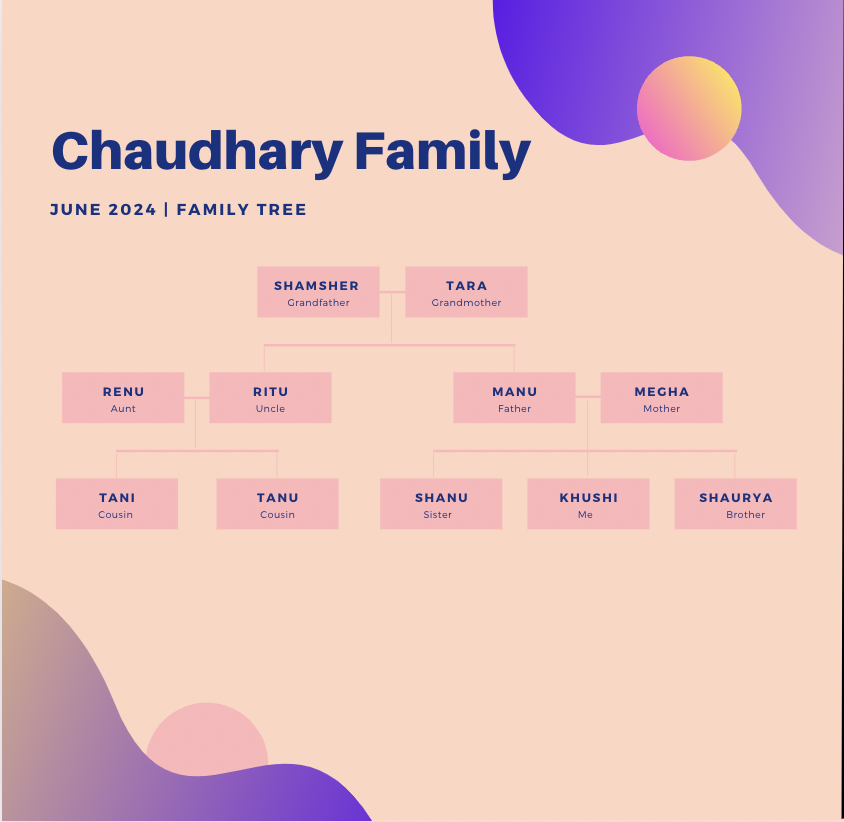 Chaudhary Family
JUNE 2024 | FAMILY TREE
SHAMSHER
Grandfather
TARA
Grandmother
RENU
Aunt
RITU
Uncle
MANU
Father
MEGHA
Mother
TANI
Cousin
TANU
Cousin
SHANU
Sister
KHUSHI
Me
SHAURYA
Brother